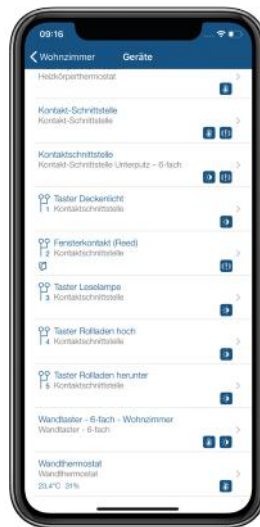 09:16
Wohnzimmer Geräte
Heizkörperthermostat
Kontakt-Schnittstelle
Kontakt-Schnittstelle
Kontaktschnittstelle
Kontakt-Schnittstelle Unterputz – 6-fach
Taster Deckenlicht
1 Kontaktschnittstelle
Fensterkontakt (Reed)
2 Kontaktschnittstelle
Taster Leselampe
3 Kontaktschnittstelle
Taster Rollladen hoch
4 Kontaktschnittstelle
Taster Rollladen herunter
5 Kontaktschnittstelle
Wandtaster - 6-fach - Wohnzimmer
Wandtaster - 6-fach
Wandthermostat
Wandthermostat
23,4°C 31%